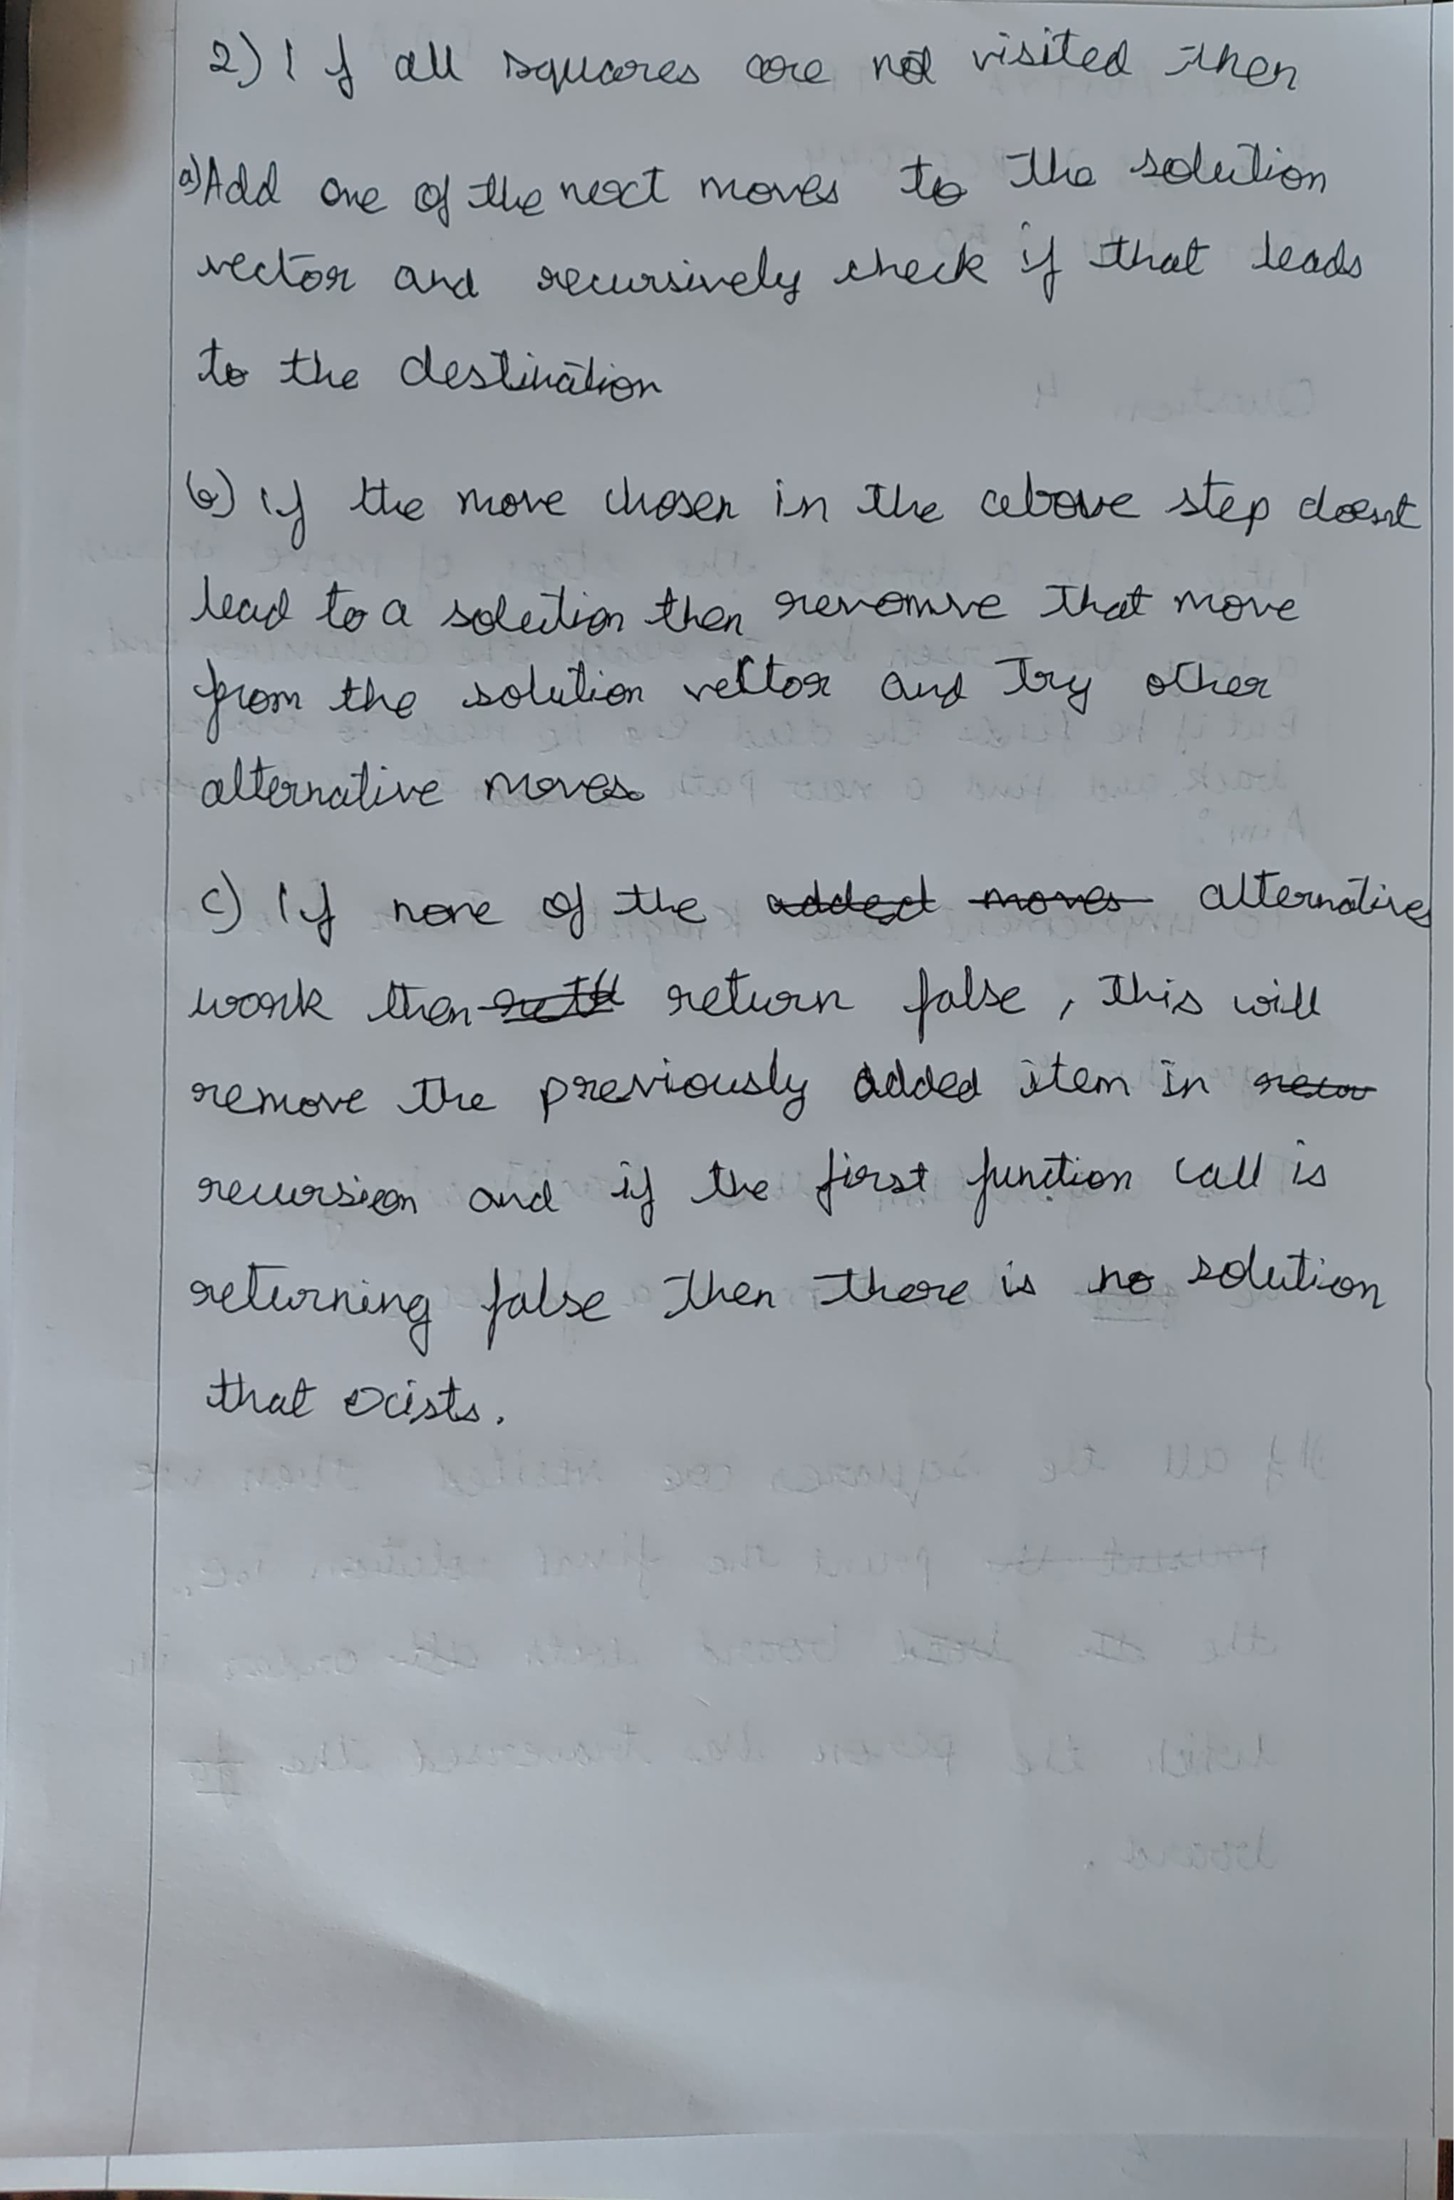 2) If all squares are not visited then
a) Add one of the next moves to the solution
vector and recursively check if that leads
to the destination
b) if the move chosen in the above step doesnt
lead to a solution then revomve that move
from the solution vector and try other
alternative moves.
c) If none of the added moves alternatives
work then return false, this will
remove the previously added item in recu
recursion and if the first function call is
returning false then there is no solution
that exists.